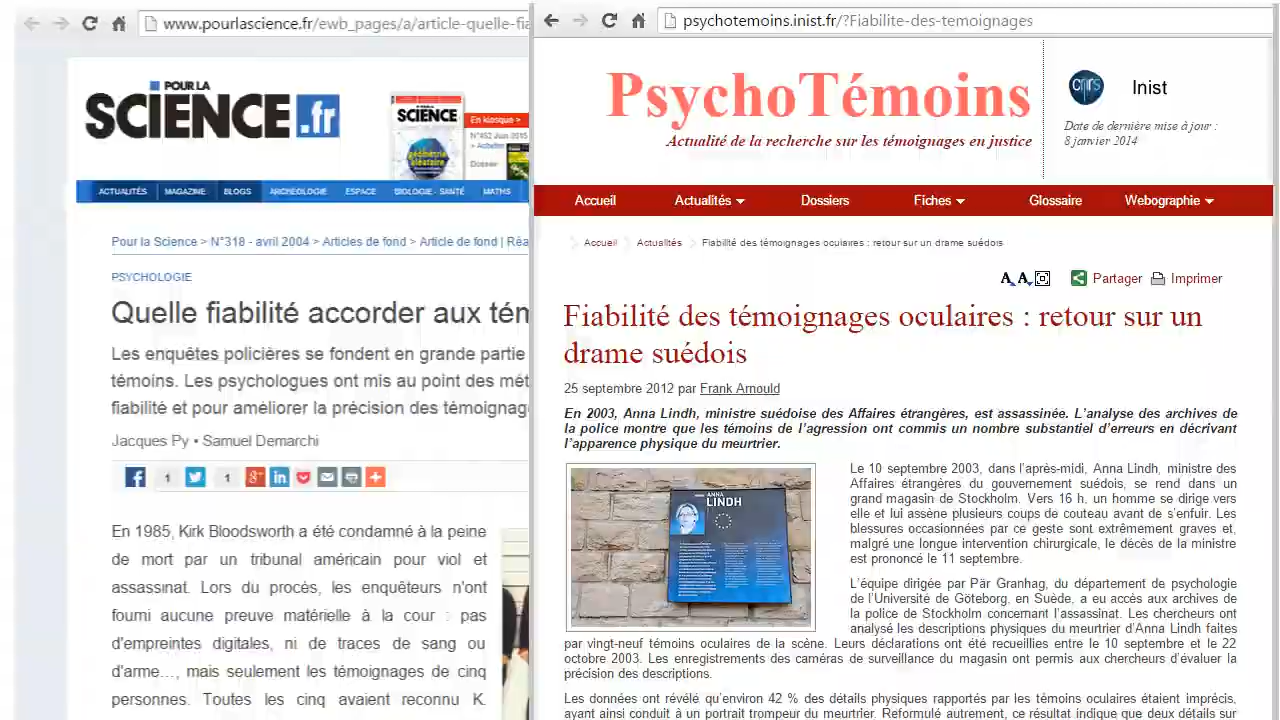 www.pourlascience.fr/ewb_pages/a/article-quelle-fia
POUR LA
SCIENCE.fr
POUR LA
SCIENCE
géométrie
aléatoire
En kiosque >
N°452 Juin 2015
> Acheter
Dossier
ACTUALITÉS MAGAZINE BLOGS ARCHÉOLOGIE ESPACE BIOLOGIE - SANTÉ MATHS
Pour la Science > N°318 - avril 2004 > Articles de fond > Article de fond | Réa
PSYCHOLOGIE
Quelle fiabilité accorder aux tém
Les enquêtes policières se fondent en grande partie
témoins. Les psychologues ont mis au point des mét
fiabilité et pour améliorer la précision des témoignag
Jacques Py • Samuel Demarchi
1 1
En 1985, Kirk Bloodsworth a été condamné à la peine
de mort par un tribunal américain pour viol et
assassinat. Lors du procès, les enquêteurs n'ont
fourni aucune preuve matérielle à la cour : pas
d'empreintes digitales, ni de traces de sang ou
d'arme..., mais seulement les témoignages de cinq
personnes. Toutes les cinq avaient reconnu K.
psychotemoins.inist.fr/?Fiabilite-des-temoignages
PsychoTémoins
Actualité de la recherche sur les témoignages en justice
cnrs
Inist
Date de dernière mise à jour :
8 janvier 2014
Accueil Actualités Dossiers Fiches Glossaire Webographie
Accueil Actualités Fiabilité des témoignages oculaires : retour sur un drame suédois
A A Partager Imprimer
Fiabilité des témoignages oculaires : retour sur un
drame suédois
25 septembre 2012 par Frank Arnould
En 2003, Anna Lindh, ministre suédoise des Affaires étrangères, est assassinée. L'analyse des archives de
la police montre que les témoins de l'agression ont commis un nombre substantiel d'erreurs en décrivant
l'apparence physique du meurtrier.
ANNA
LINDH
Le 10 septembre 2003, dans l'après-midi, Anna Lindh, ministre des
Affaires étrangères du gouvernement suédois, se rend dans un
grand magasin de Stockholm. Vers 16 h, un homme se dirige vers
elle et lui assène plusieurs coups de couteau avant de s'enfuir. Les
blessures occasionnées par ce geste sont extrêmement graves et,
malgré une longue intervention chirurgicale, le décès de la ministre
est prononcé le 11 septembre.
L'équipe dirigée par Pär Granhag, du département de psychologie
de l'Université de Göteborg, en Suède, a eu accès aux archives de
la police de Stockholm concernant l'assassinat. Les chercheurs ont
analysé les descriptions physiques du meurtrier d'Anna Lindh faites
par vingt-neuf témoins oculaires de la scène. Leurs déclarations ont été recueillies entre le 10 septembre et le 22
octobre 2003. Les enregistrements des caméras de surveillance du magasin ont permis aux chercheurs d'évaluer la
précision des descriptions.
Les données ont révélé qu'environ 42 % des détails physiques rapportés par les témoins oculaires étaient imprécis,
ayant ainsi conduit à un portrait trompeur du meurtrier. Reformulé autrement, ce résultat indique que deux détails sur